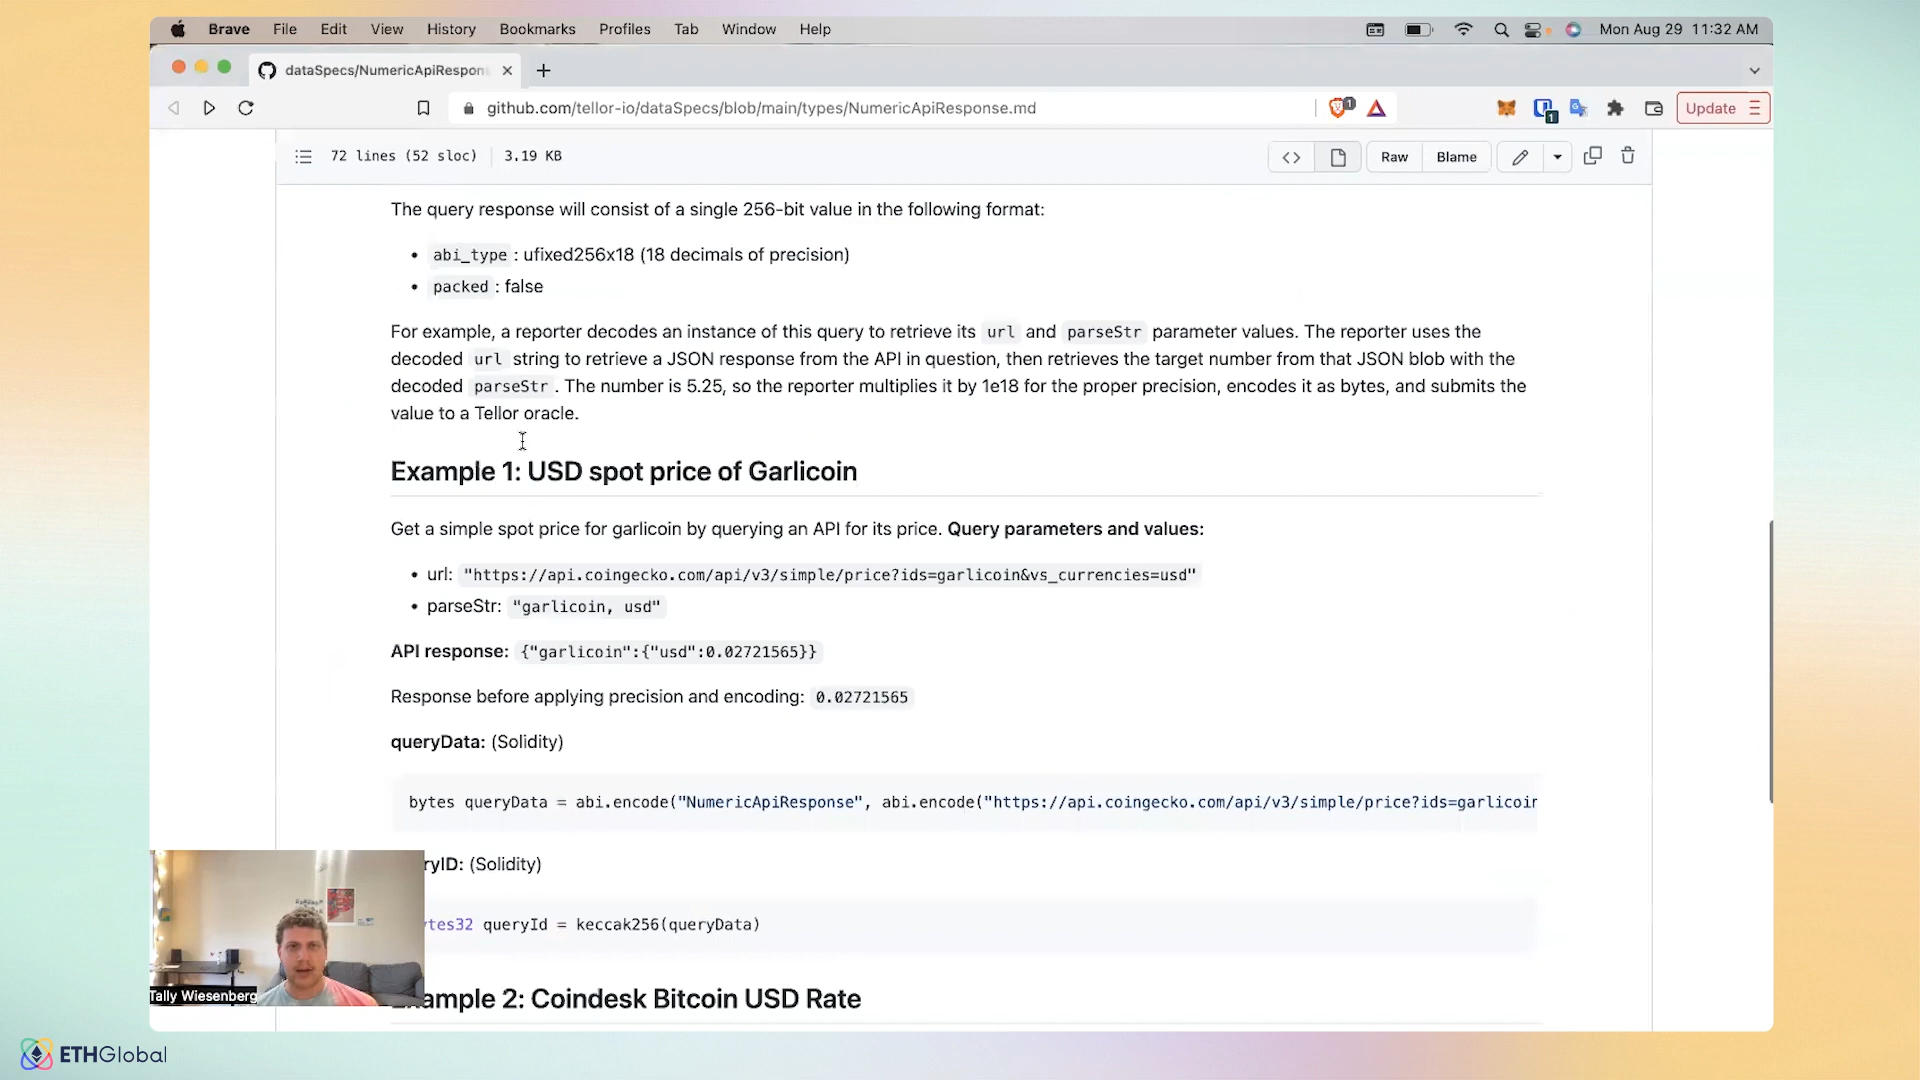 Brave File Edit View History Bookmarks Profiles Tab Window Help Mon Aug 29 11:32 AM
dataSpecs/NumericApiRespon
github.com/tellor-io/dataSpecs/blob/main/types/NumericApiResponse.md 1 1 Update
72 lines (52 sloc) 3.19 KB <> Raw Blame
The query response will consist of a single 256-bit value in the following format:
• abi_type : ufixed256x18 (18 decimals of precision)
• packed : false
For example, a reporter decodes an instance of this query to retrieve its url and parseStr parameter values. The reporter uses the
decoded url string to retrieve a JSON response from the API in question, then retrieves the target number from that JSON blob with the
decoded parseStr . The number is 5.25, so the reporter multiplies it by 1e18 for the proper precision, encodes it as bytes, and submits the
value to a Tellor oracle.
Example 1: USD spot price of Garlicoin
Get a simple spot price for garlicoin by querying an API for its price. Query parameters and values:
• url: "https://api.coingecko.com/api/v3/simple/price?ids=garlicoin&vs_currencies=usd"
• parseStr: "garlicoin, usd"
API response: {"garlicoin":{"usd":0.02721565}}
Response before applying precision and encoding: 0.02721565
queryData: (Solidity)
bytes queryData = abi.encode("NumericApiResponse", abi.encode("https://api.coingecko.com/api/v3/simple/price?ids=garlicoin
ryID: (Solidity)
ytes32 queryId = keccak256(queryData)
Tally Wiesenberg
ample 2: Coindesk Bitcoin USD Rate
ETHGlobal